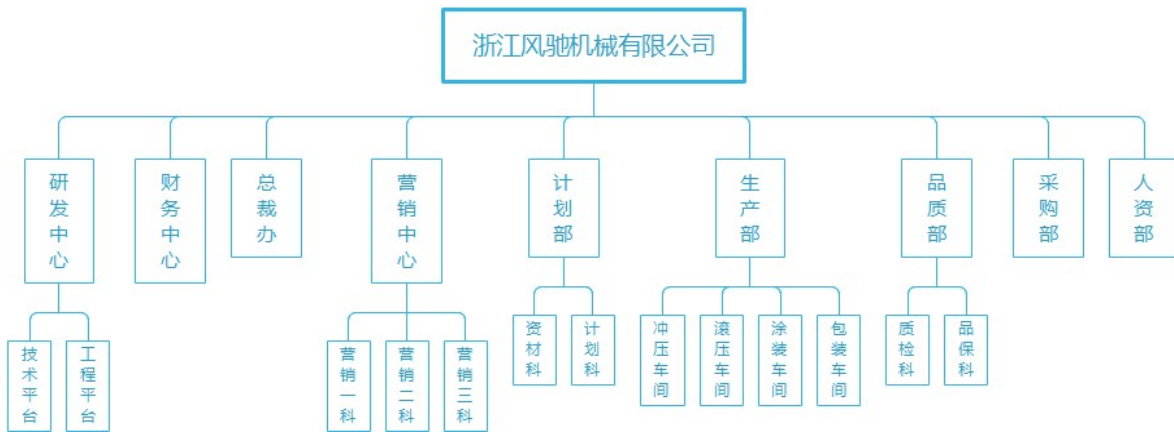 浙江风驰机械有限公司
研发中心
财务中心
总裁办
营销中心
计划部
生产部
品质部
采购部
人资部
技术平台
工程平台
营销一科
营销二科
营销三科
资材科
计划科
冲压车间
滚压车间
涂装车间
包装车间
质检科
品保科